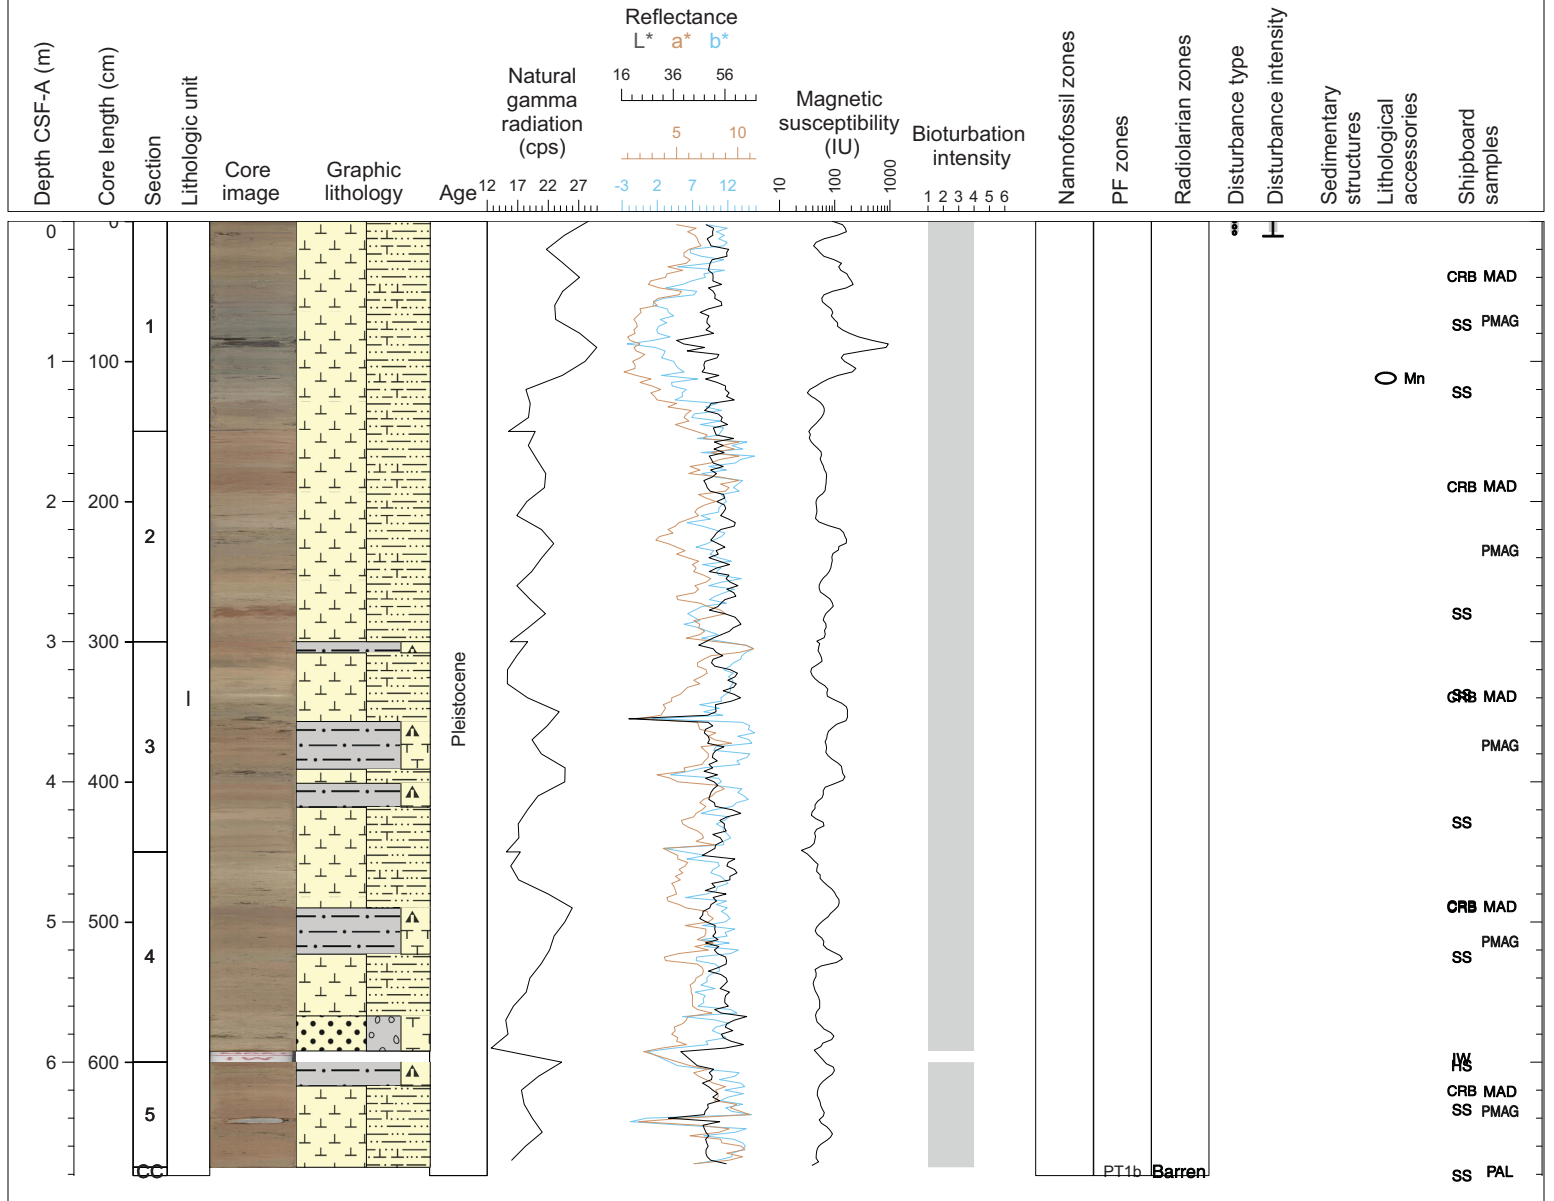 Depth CSF-A (m)
Core length (cm)
Section
Lithologic unit
Core
image
Graphic
lithology
Age
Natural
gamma
radiation
(cps)
12 17 22 27
Reflectance
L* a* b*
16 36 56
5 10
-3 2 7 12
Magnetic
susceptibility
(IU)
10 100 1000
Bioturbation
intensity
1 2 3 4 5 6
Nannofossil zones
PF zones
Radiolarian zones
Disturbance type
Disturbance intensity
Sedimentary
structures
Lithological
accessories
Shipboard
samples
0 0
CRB MAD
1
SS PMAG
1 100
Mn
SS
CRB MAD
2 200
2
PMAG
SS
3 300
I
Pleistocene
SS
CRB MAD
3
PMAG
4 400
SS
CRB MAD
5 500
PMAG
4
SS
IW
6 600
HS
CRB MAD
5
SS PMAG
CC
PT1b Barren
SS PAL